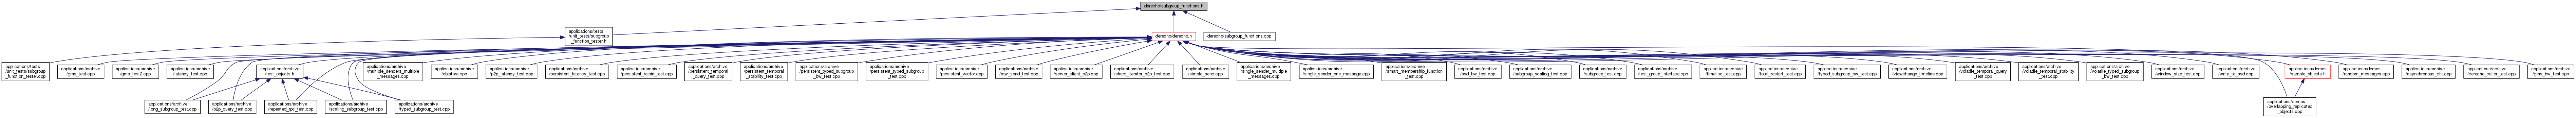 derecho/subgroup_functions.h
applications/tests
/unit_tests/subgroup
_function_tester.h
derecho/derecho.h
derecho/subgroup_functions.cpp
applications/tests
/unit_tests/subgroup
_function_tester.cpp
applications/archive
/gms_test.cpp
applications/archive
/gms_test2.cpp
applications/archive
/latency_test.cpp
applications/archive
/test_objects.h
applications/archive
/multiple_senders_multiple
_messages.cpp
applications/archive
/objstore.cpp
applications/archive
/p2p_latency_test.cpp
applications/archive
/persistent_latency_test.cpp
applications/archive
/persistent_rejoin_test.cpp
applications/archive
/persistent_temporal
_query_test.cpp
applications/archive
/persistent_temporal
_stability_test.cpp
applications/archive
/persistent_typed_subgroup
_bw_test.cpp
applications/archive
/persistent_typed_subgroup
_test.cpp
applications/archive
/persistent_vector.cpp
applications/archive
/raw_send_test.cpp
applications/archive
/server_client_p2p.cpp
applications/archive
/shard_iterator_p2p_test.cpp
applications/archive
/simple_send.cpp
applications/archive
/single_sender_multiple
_messages.cpp
applications/archive
/single_sender_one_message.cpp
applications/archive
/smart_membership_function
_test.cpp
applications/archive
/ssd_bw_test.cpp
applications/archive
/subgroup_scaling_test.cpp
applications/archive
/subgroup_test.cpp
applications/archive
/test_group_interface.cpp
applications/archive
/timeline_test.cpp
applications/archive
/total_restart_test.cpp
applications/archive
/typed_subgroup_bw_test.cpp
applications/archive
/viewchange_timeline.cpp
applications/archive
/volatile_temporal_query
_test.cpp
applications/archive
/volatile_temporal_stability
_test.cpp
applications/archive
/volatile_typed_subgroup
_bw_test.cpp
applications/archive
/window_size_test.cpp
applications/archive
/write_to_ssd.cpp
applications/demos
/sample_objects.h
applications/demos
/random_messages.cpp
applications/archive
/asynchronous_dht.cpp
applications/archive
/derecho_caller_test.cpp
applications/archive
/gms_bw_test.cpp
applications/archive
/long_subgroup_test.cpp
applications/archive
/p2p_query_test.cpp
applications/archive
/repeated_rpc_test.cpp
applications/archive
/scaling_subgroup_test.cpp
applications/archive
/typed_subgroup_test.cpp
applications/demos
/overlapping_replicated
_objects.cpp